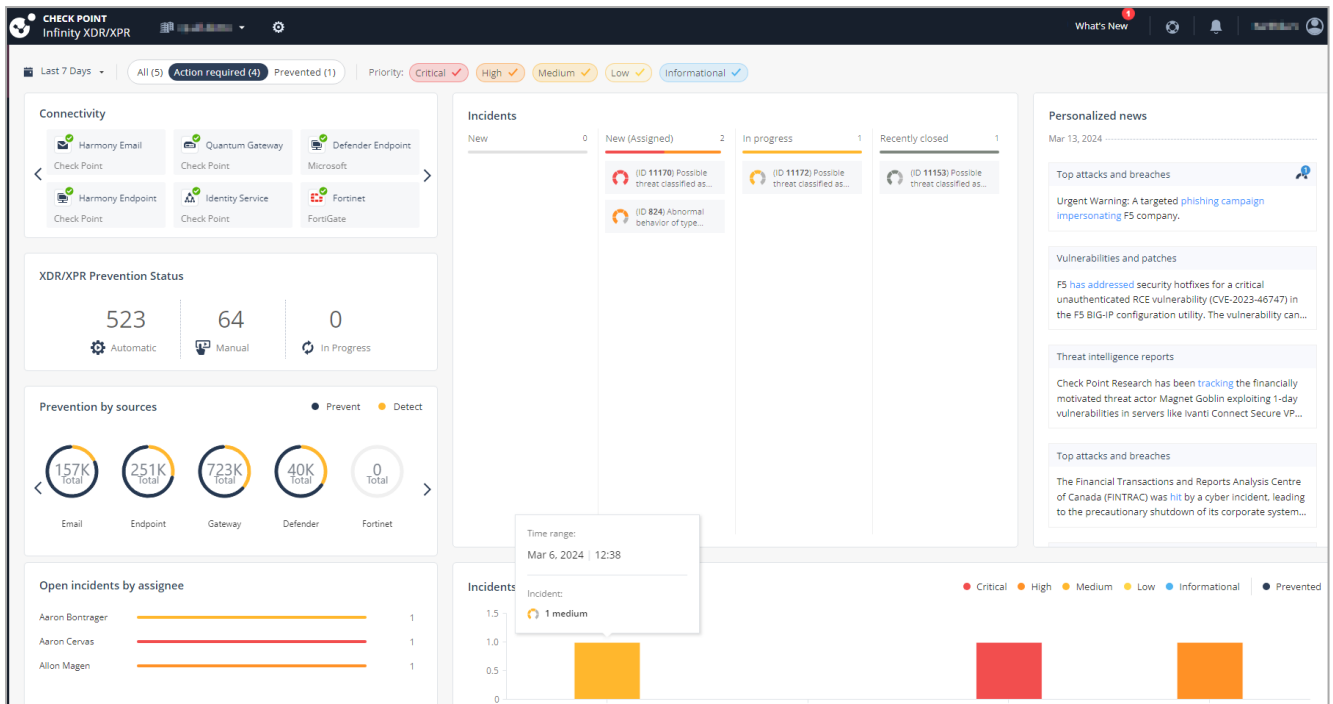 CHECK POINT
Infinity XDR/XPR
What's New
1
Last 7 Days
All (5) Action required (4) Prevented (1)
Priority: Critical High Medium Low Informational
Connectivity
Harmony Email
Check Point
Quantum Gateway
Check Point
Defender Endpoint
Microsoft
Harmony Endpoint
Check Point
Identity Service
Check Point
Fortinet
FortiGate
XDR/XPR Prevention Status
523
Automatic
64
Manual
0
In Progress
Prevention by sources
Prevent Detect
157K
Total
Email
251K
Total
Endpoint
723K
Total
Gateway
40K
Total
Defender
0
Total
Fortinet
Open incidents by assignee
Aaron Bontrager 1
Aaron Cervas 1
Allon Magen 1
Incidents
New 0
New (Assigned) 2
(ID 11170) Possible
threat classified as...
(ID 824) Abnormal
behavior of type...
In progress 1
(ID 11172) Possible
threat classified as...
Recently closed 1
(ID 11153) Possible
threat classified as...
Personalized news
Mar 13, 2024
Top attacks and breaches
1
Urgent Warning: A targeted phishing campaign
impersonating F5 company.
Vulnerabilities and patches
F5 has addressed security hotfixes for a critical
unauthenticated RCE vulnerability (CVE-2023-46747) in
the F5 BIG-IP configuration utility. The vulnerability can...
Threat intelligence reports
Check Point Research has been tracking the financially
motivated threat actor Magnet Goblin exploiting 1-day
vulnerabilities in servers like Ivanti Connect Secure VP...
Top attacks and breaches
The Financial Transactions and Reports Analysis Centre
of Canada (FINTRAC) was hit by a cyber incident, leading
to the precautionary shutdown of its corporate system...
Incidents
Critical High Medium Low Informational Prevented
Time range:
Mar 6, 2024 | 12:38
Incident:
1 medium
1.5
1.0
0.5
0